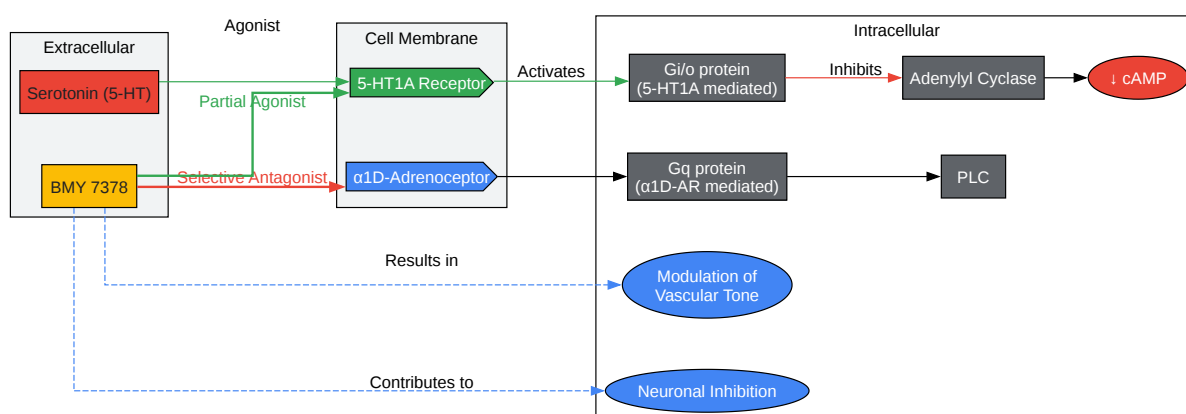 Agonist
Extracellular
Cell Membrane
Intracellular
Serotonin (5-HT)
Partial Agonist
5-HT1A Receptor
Activates
Gi/o protein
(5-HT1A mediated)
Inhibits
Adenylyl Cyclase
↓ cAMP
BMY 7378
Selective Antagonist
α1D-Adrenoceptor
Gq protein
(α1D-AR mediated)
PLC
Results in
Modulation of
Vascular Tone
Contributes to
Neuronal Inhibition